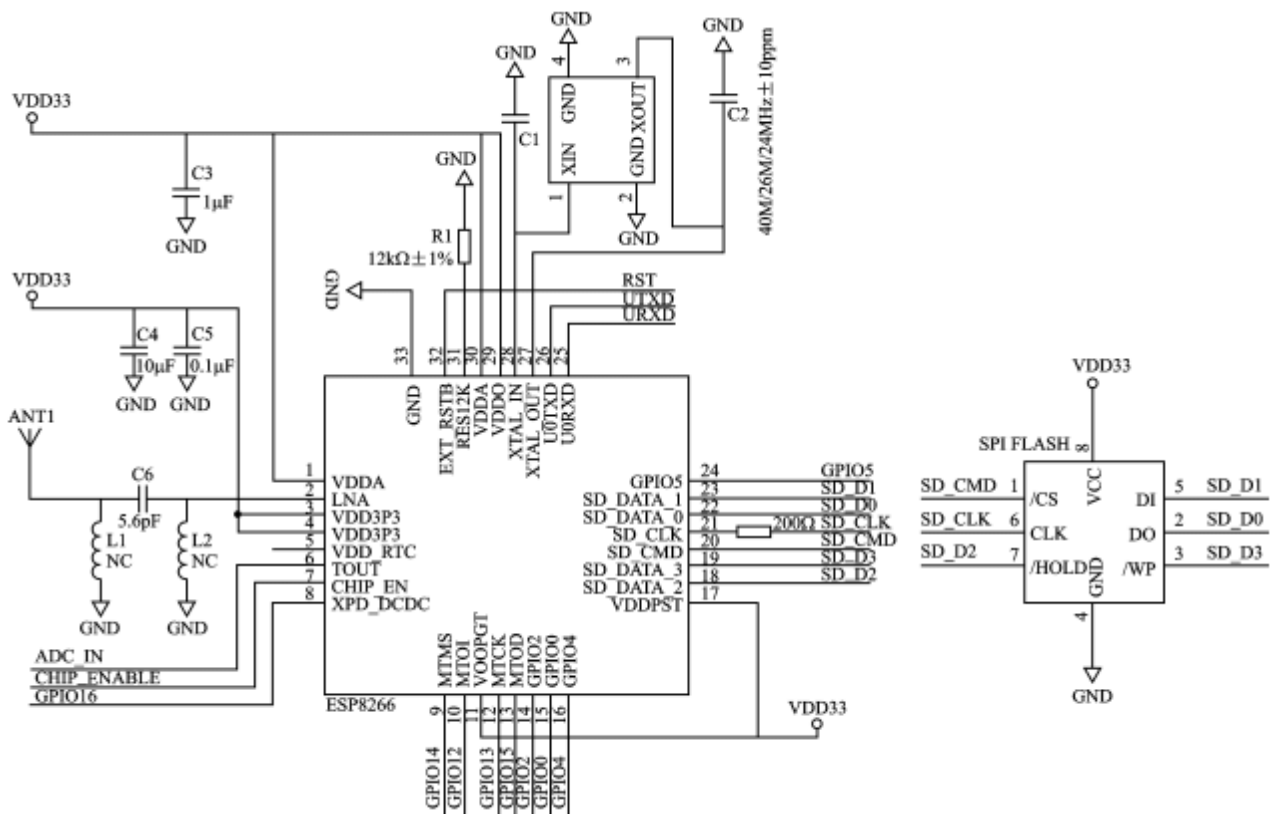 GND
GND
GND
VDD33
4
3
C1
GND
XOUT
XIN
GND
C2
40M/26M/24MHz±10ppm
C3
1μF
GND
GND
1
2
GND
R1
12kΩ±1%
VDD33
GND
RST
UTXD
URXD
C4
10μF
C5
0.1μF
GND
GND
33
32
31
30
29
28
27
26
25
GND
EXT_RSTB
RES12K
VDDA
VDDO
XTAL_IN
XTAL_OUT
U0TXD
U0RXD
ANT1
C6
5.6pF
L1
NC
L2
NC
GND
GND
1 VDDA
2 LNA
3 VDD3P3
4 VDD3P3
5 VDD_RTC
6 TOUT
7 CHIP_EN
8 XPD_DCDC
ADC_IN
CHIP_ENABLE
GPIO16
GPIO5 24 GPIO5
SD_DATA_1 23 SD_D1
SD_DATA_0 22 SD_D0
SD_CLK 21 200Ω SD_CLK
SD_CMD 20 SD_CMD
SD_DATA_3 19 SD_D3
SD_DATA_2 18 SD_D2
VDDPST 17
MTMS
MTOI
VOOPGT
MTCK
MTOD
GPIO2
GPIO0
GPIO4
ESP8266
9
10
11
12
13
14
15
16
GPIO14
GPIO12
GPIO13
GPIO15
GPIO2
GPIO0
GPIO4
VDD33
VDD33
SPI FLASH
8
VCC
SD_CMD 1 /CS
SD_CLK 6 CLK
SD_D2 7 /HOLD
DI 5 SD_D1
DO 2 SD_D0
/WP 3 SD_D3
GND
4
GND